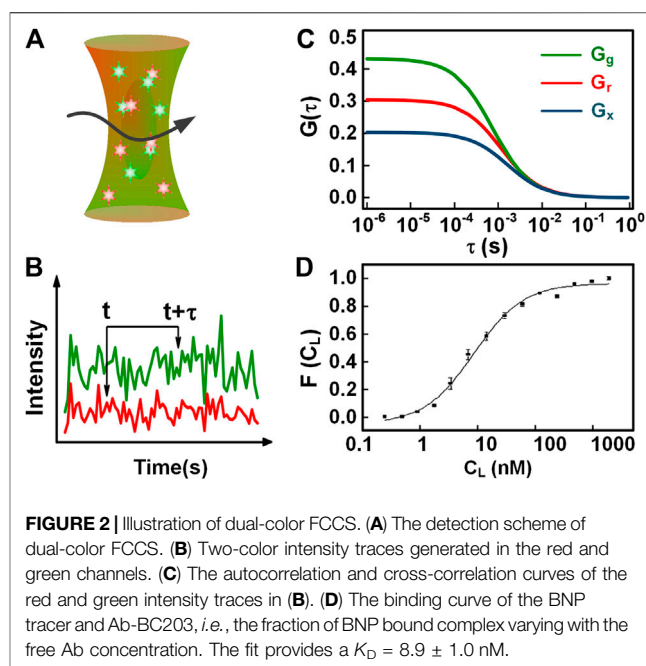 A
B
Intensity
t
t+τ
Time(s)
C
G(τ)
0.5
0.4
0.3
0.2
0.1
0.0
G_g
G_r
G_x
10^-6 10^-5 10^-4 10^-3 10^-2 10^-1 10^0
τ (s)
D
F (C_L)
1.0
0.8
0.6
0.4
0.2
0.0
0.1 1 10 100 1000
C_L (nM)
FIGURE 2 | Illustration of dual-color FCCS. (A) The detection scheme of
dual-color FCCS. (B) Two-color intensity traces generated in the red and
green channels. (C) The autocorrelation and cross-correlation curves of the
red and green intensity traces in (B). (D) The binding curve of the BNP
tracer and Ab-BC203, i.e., the fraction of BNP bound complex varying with the
free Ab concentration. The fit provides a K_D = 8.9 ± 1.0 nM.